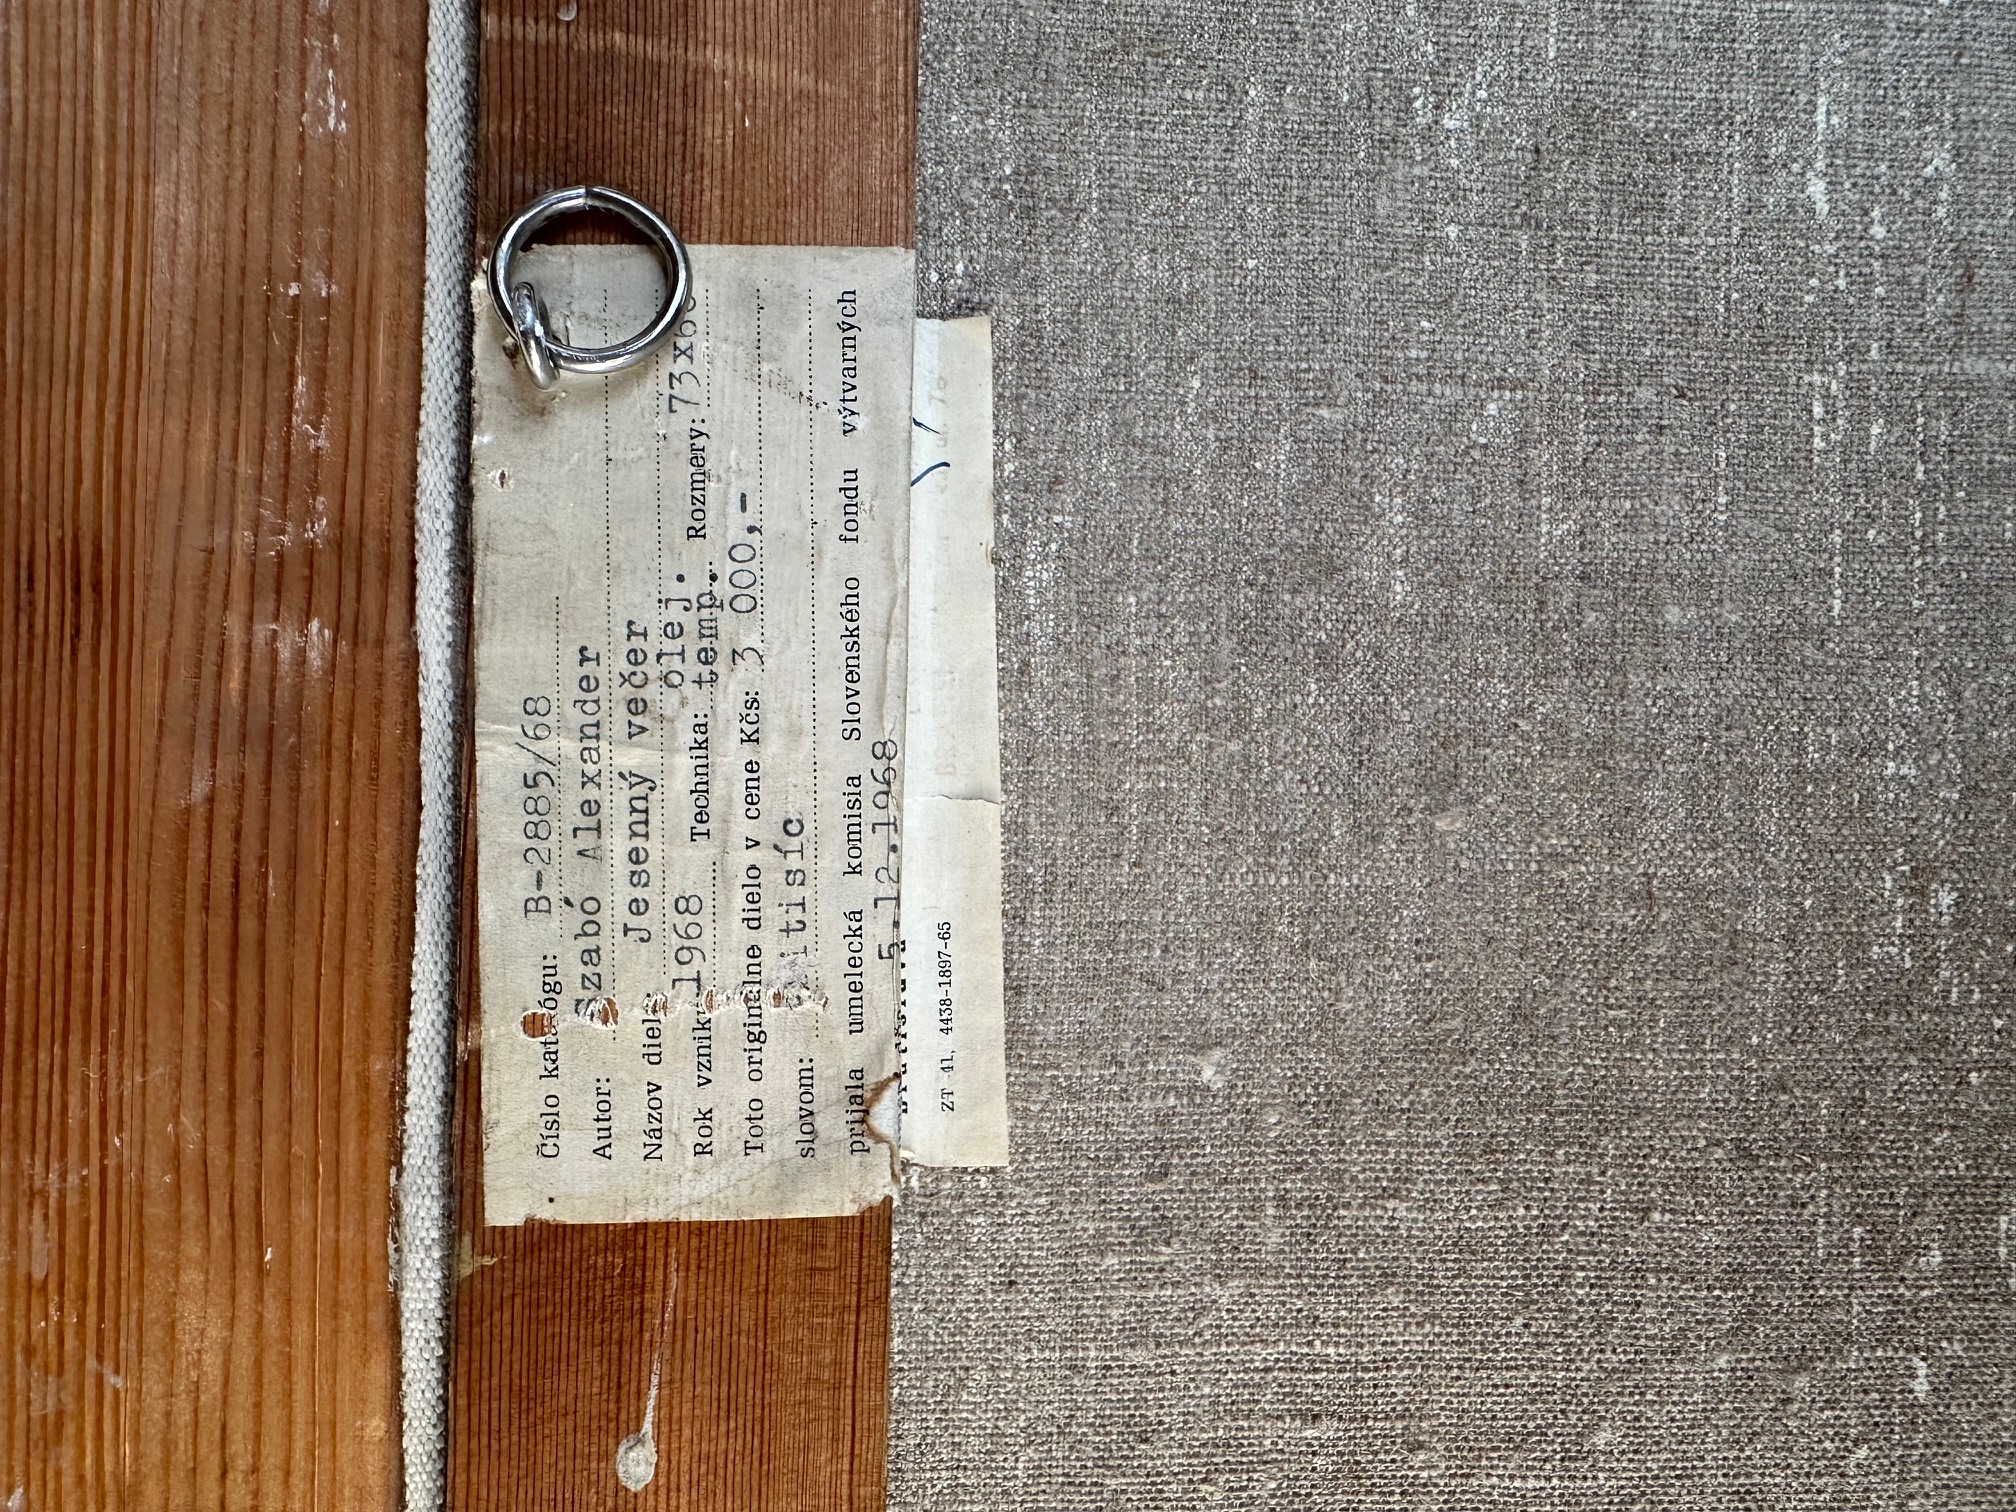 Číslo katalógu: B-2885/68
Autor: Szabó Alexander
Názov diela Jesenný večer
olej.
Rok vzniku 1968 Technika: temp. Rozmery: 73x6
Toto originálne dielo v cene Kčs: 3 000,-
slovom: tisíc
prijala umelecká komisia Slovenského fondu výtvarných
5.12.1968
ZT 41, 4438-1897-65